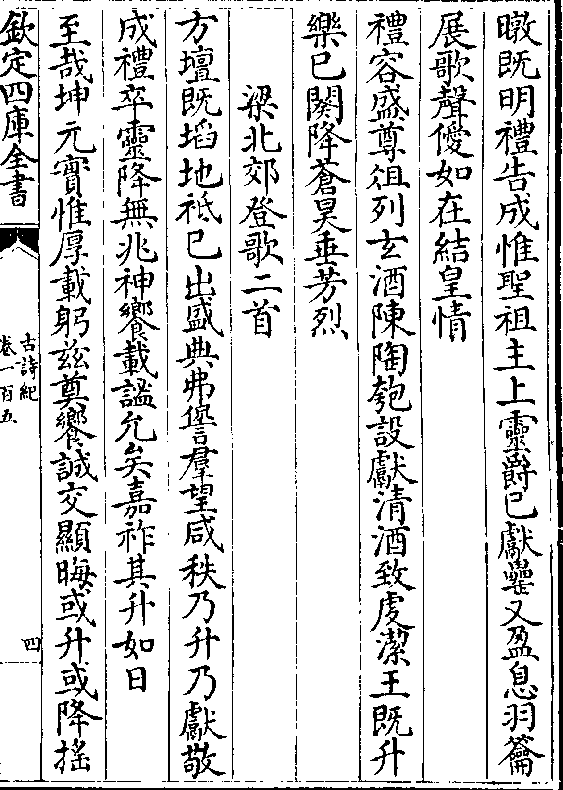 暾既明禮告成惟聖祖主上靈爵已獻罍又盈息羽籥
展歌聲僾如在結皇情
禮容盛尊俎列玄酒陳陶匏設獻清㫖致䖍潔王既升
樂已闋降蒼昊垂芳烈
梁北郊登歌二首
方壇既埳地祇已出盛典弗諐羣望咸秩乃升乃獻敬
成禮卒靈降無兆神饗載謐允矣嘉祚其升如日
至哉坤元實惟厚載躬兹奠饗誠交顯晦或升或降揺
欽定四庫全書
古詩紀
卷一百五
四